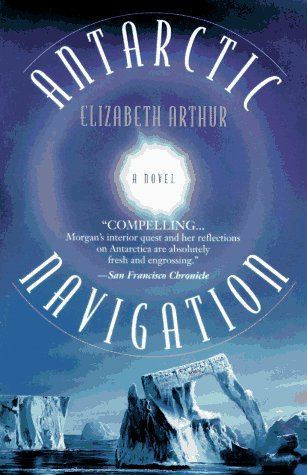 ANTARCTIC
ELIZABETH ARTHUR
A NOVEL
“COMPELLING...
Morgan's interior quest and her reflections
on Antarctica are absolutely
fresh and engrossing.”
—San Francisco Chronicle
NAVIGATION